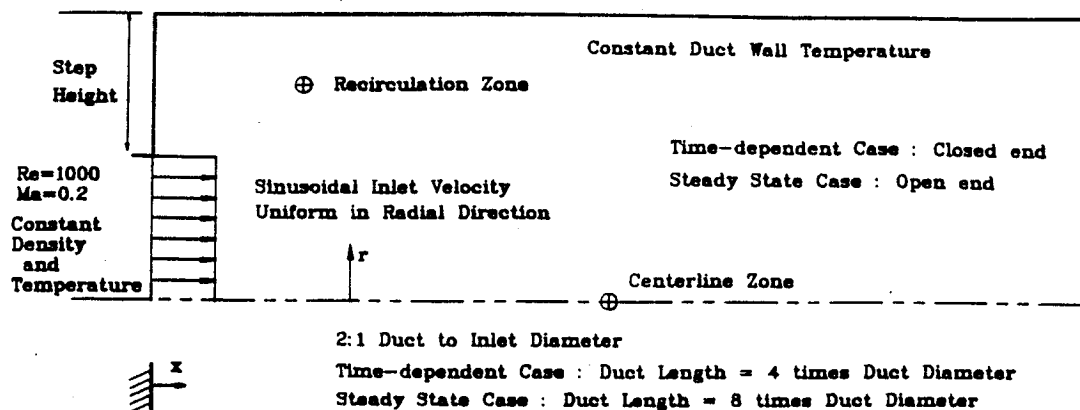 Constant Duct Wall Temperature
Step
Height
Recirculation Zone
Time-dependent Case : Closed end
Steady State Case : Open end
Re=1000
Ma=0.2
Constant
Density
and
Temperature
Sinusoidal Inlet Velocity
Uniform in Radial Direction
r
Centerline Zone
2:1 Duct to Inlet Diameter
x
Time-dependent Case : Duct Length = 4 times Duct Diameter
Steady State Case : Duct Length = 8 times Duct Diameter